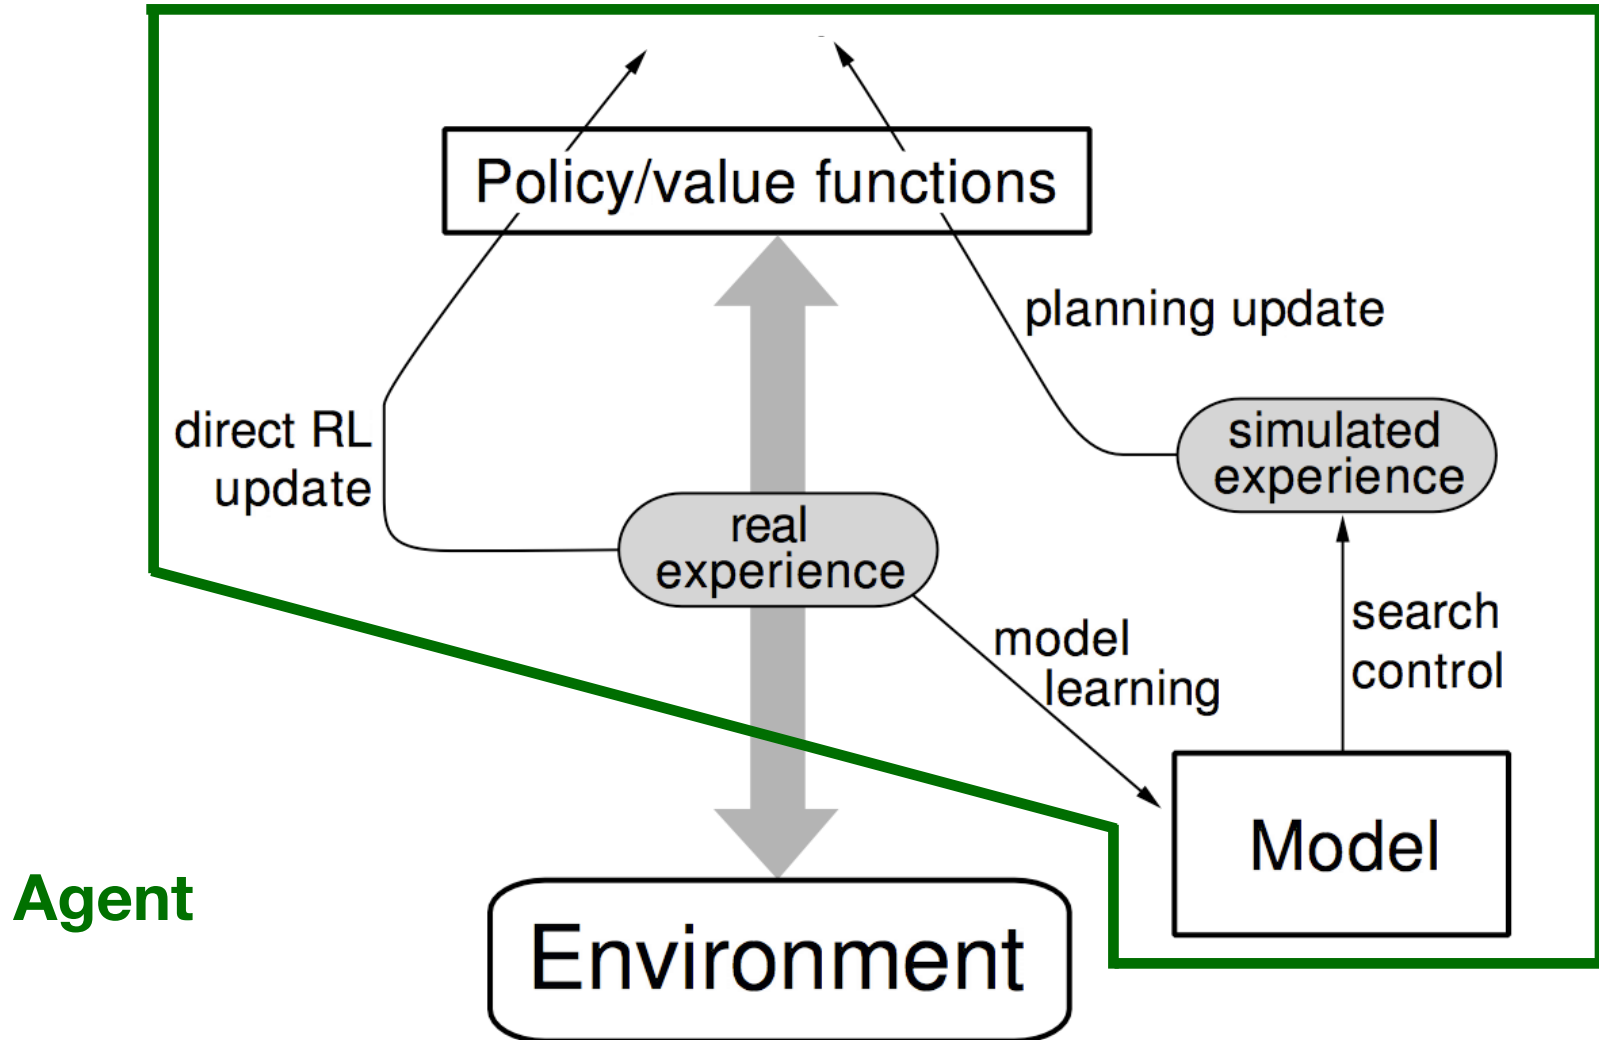 Policy/value functions
planning update
direct RL
update
simulated
experience
real
experience
model
learning
search
control
Model
Agent
Environment